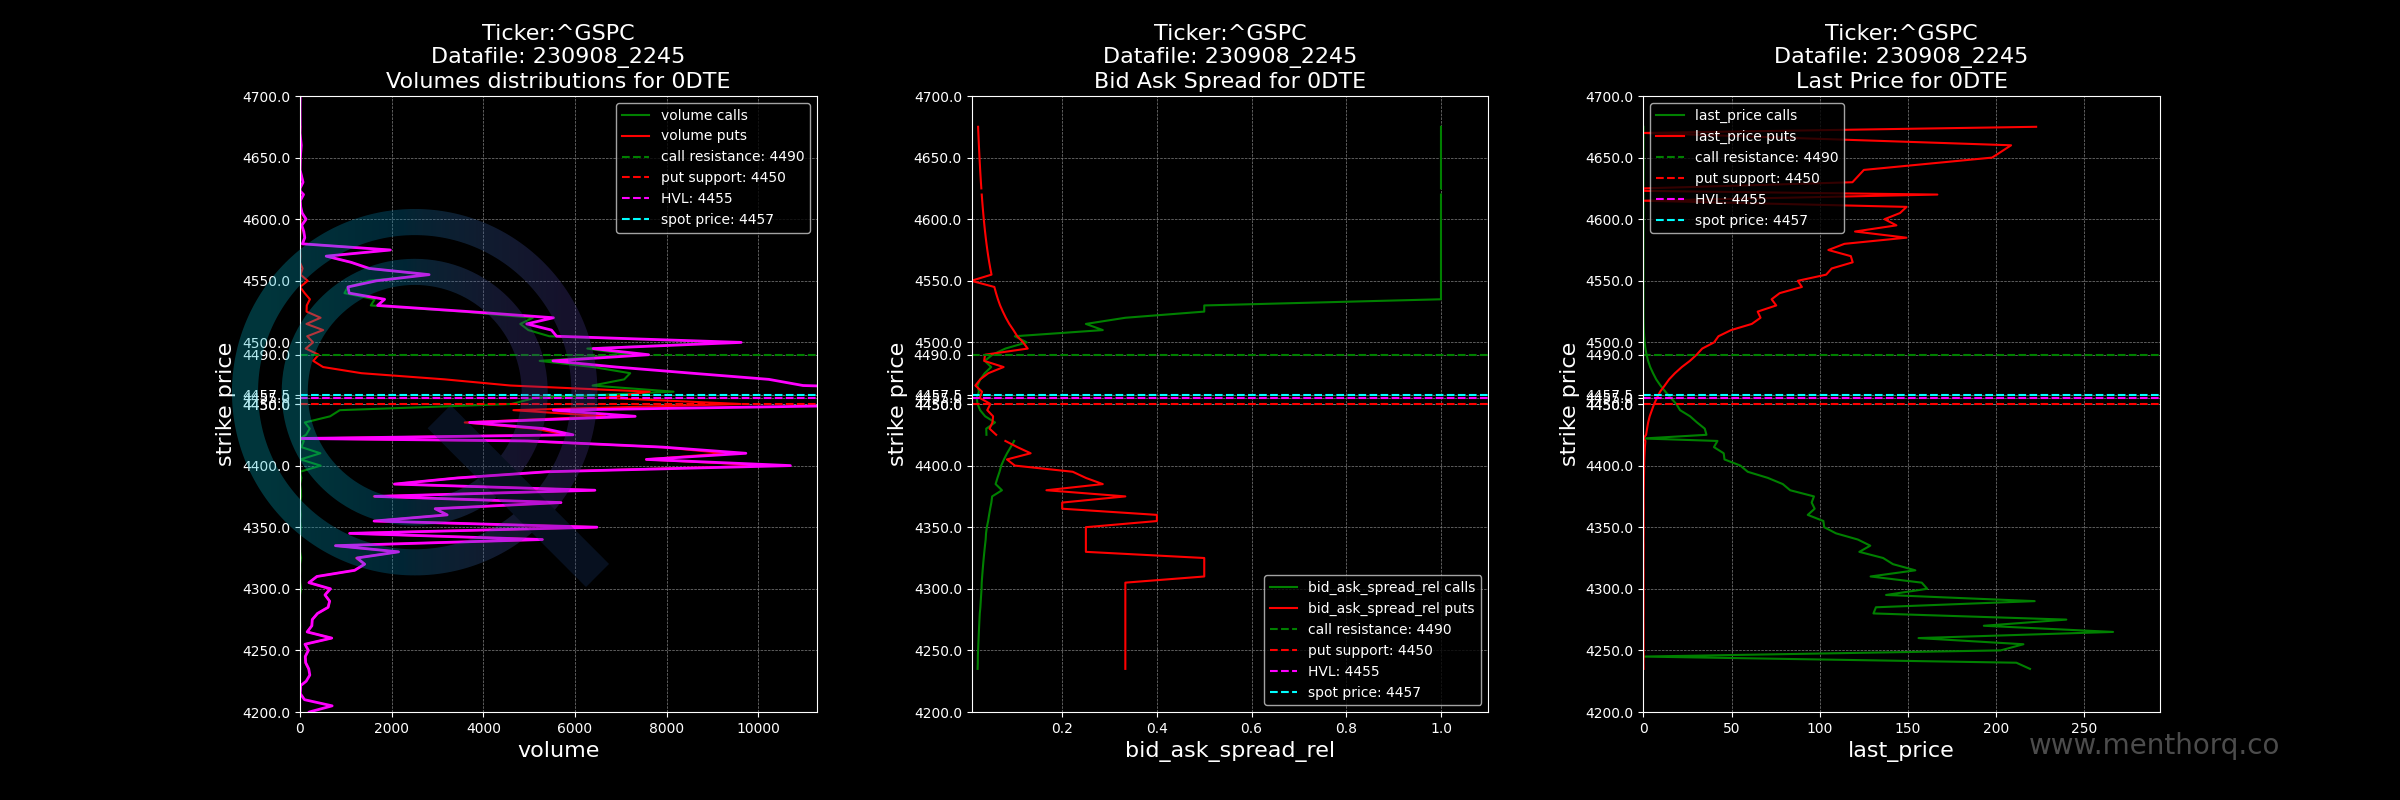 Ticker:^GSPC
Datafile: 230908_2245
Volumes distributions for 0DTE
4700.0
4650.0
4600.0
4550.0
4500.0
4490.0
4457.5
4450.0
4400.0
4350.0
4300.0
4250.0
4200.0
strike price
volume calls
volume puts
call resistance: 4490
put support: 4450
HVL: 4455
spot price: 4457
0
2000
4000
6000
8000
10000
volume
Ticker:^GSPC
Datafile: 230908_2245
Bid Ask Spread for 0DTE
4700.0
4650.0
4600.0
4550.0
4500.0
4490.0
4457.5
4450.0
4400.0
4350.0
4300.0
4250.0
4200.0
strike price
bid_ask_spread_rel calls
bid_ask_spread_rel puts
call resistance: 4490
put support: 4450
HVL: 4455
spot price: 4457
0.2
0.4
0.6
0.8
1.0
bid_ask_spread_rel
Ticker:^GSPC
Datafile: 230908_2245
Last Price for 0DTE
4700.0
4650.0
4600.0
4550.0
4500.0
4490.0
4457.5
4450.0
4400.0
4350.0
4300.0
4250.0
4200.0
strike price
last_price calls
last_price puts
call resistance: 4490
put support: 4450
HVL: 4455
spot price: 4457
0
50
100
150
200
250
last_price
www.menthorq.co